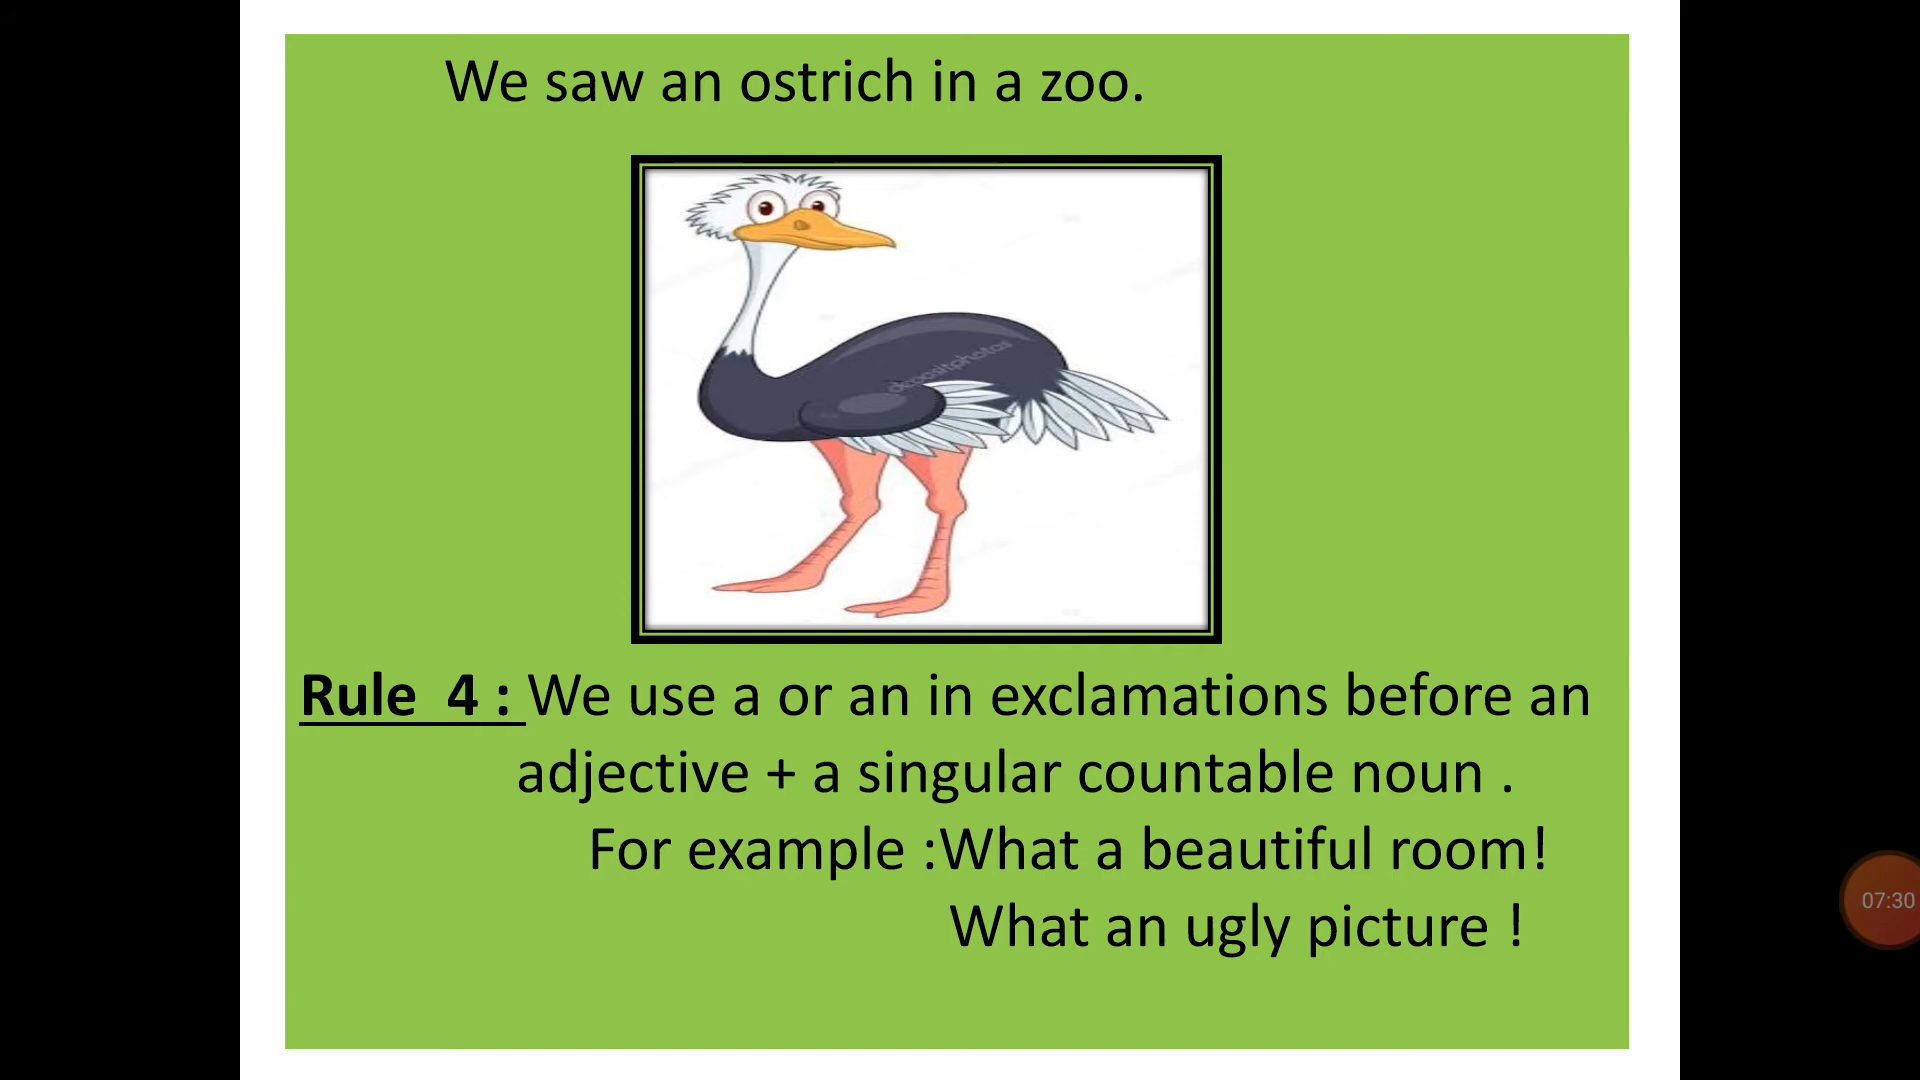 We saw an ostrich in a zoo.
depositphotos
Rule 4 : We use a or an in exclamations before an
adjective + a singular countable noun .
For example :What a beautiful room!
What an ugly picture !
07:30